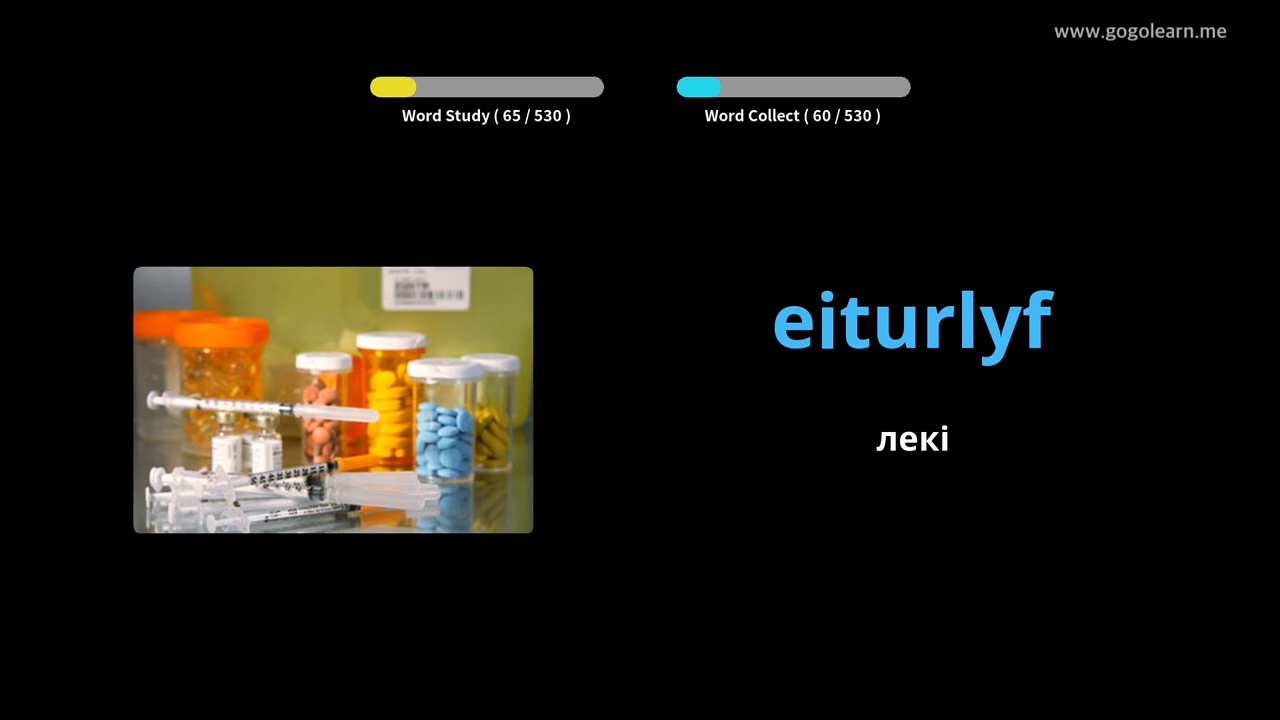 www.gogolearn.me
Word Study ( 65 / 530 )
Word Collect ( 60 / 530 )
eiturlyf
лекі